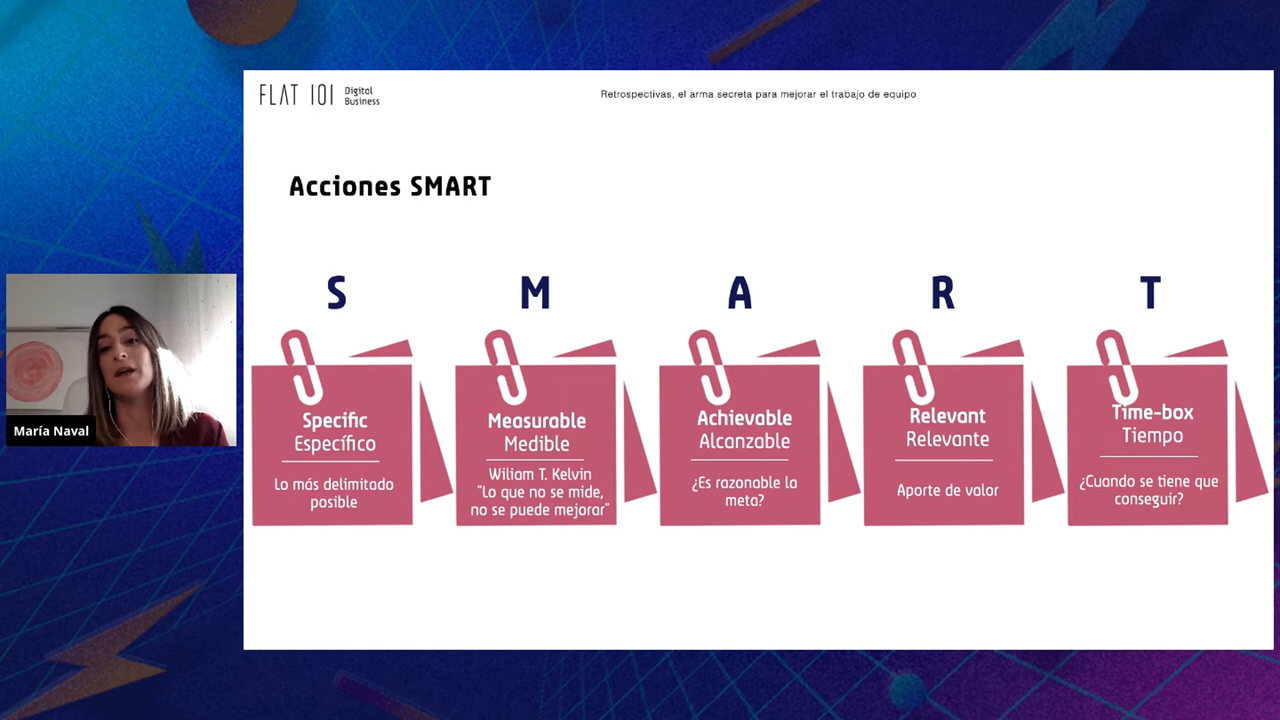 FLAT 101 Digital Business
Retrospectivas, el arma secreta para mejorar el trabajo de equipo
Acciones SMART
S
M
A
R
T
Specific
Específico
Lo más delimitado
posible
Measurable
Medible
Wiliam T. Kelvin
"Lo que no se mide,
no se puede mejorar"
Achievable
Alcanzable
¿Es razonable la
meta?
Relevant
Relevante
Aporte de valor
Time-box
Tiempo
¿Cuando se tiene que
conseguir?
María Naval